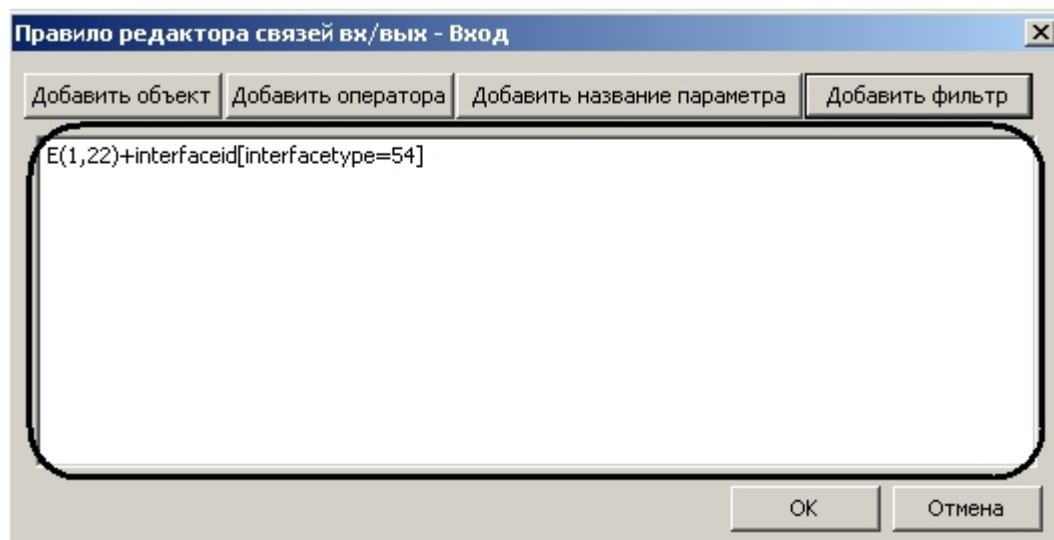 Правило редактора связей вх/вых - Вход
Добавить объект Добавить оператора Добавить название параметра Добавить фильтр
E(1,22)+interfaceid[interfacetype=54]
OK Отмена